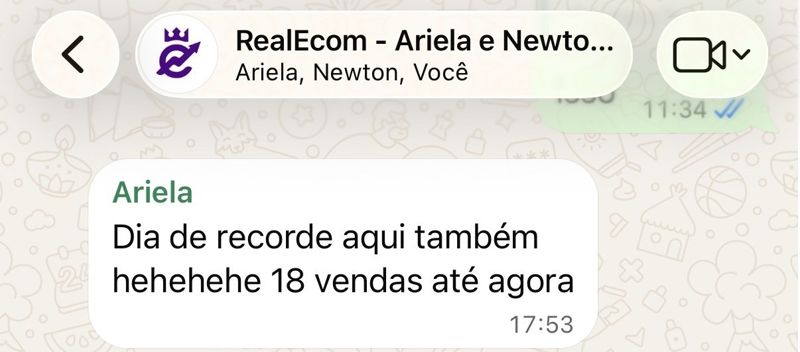 RealEcom - Ariela e Newto...
Ariela, Newton, Você
11:34
Ariela
Dia de recorde aqui também
hehehehe 18 vendas até agora
17:53